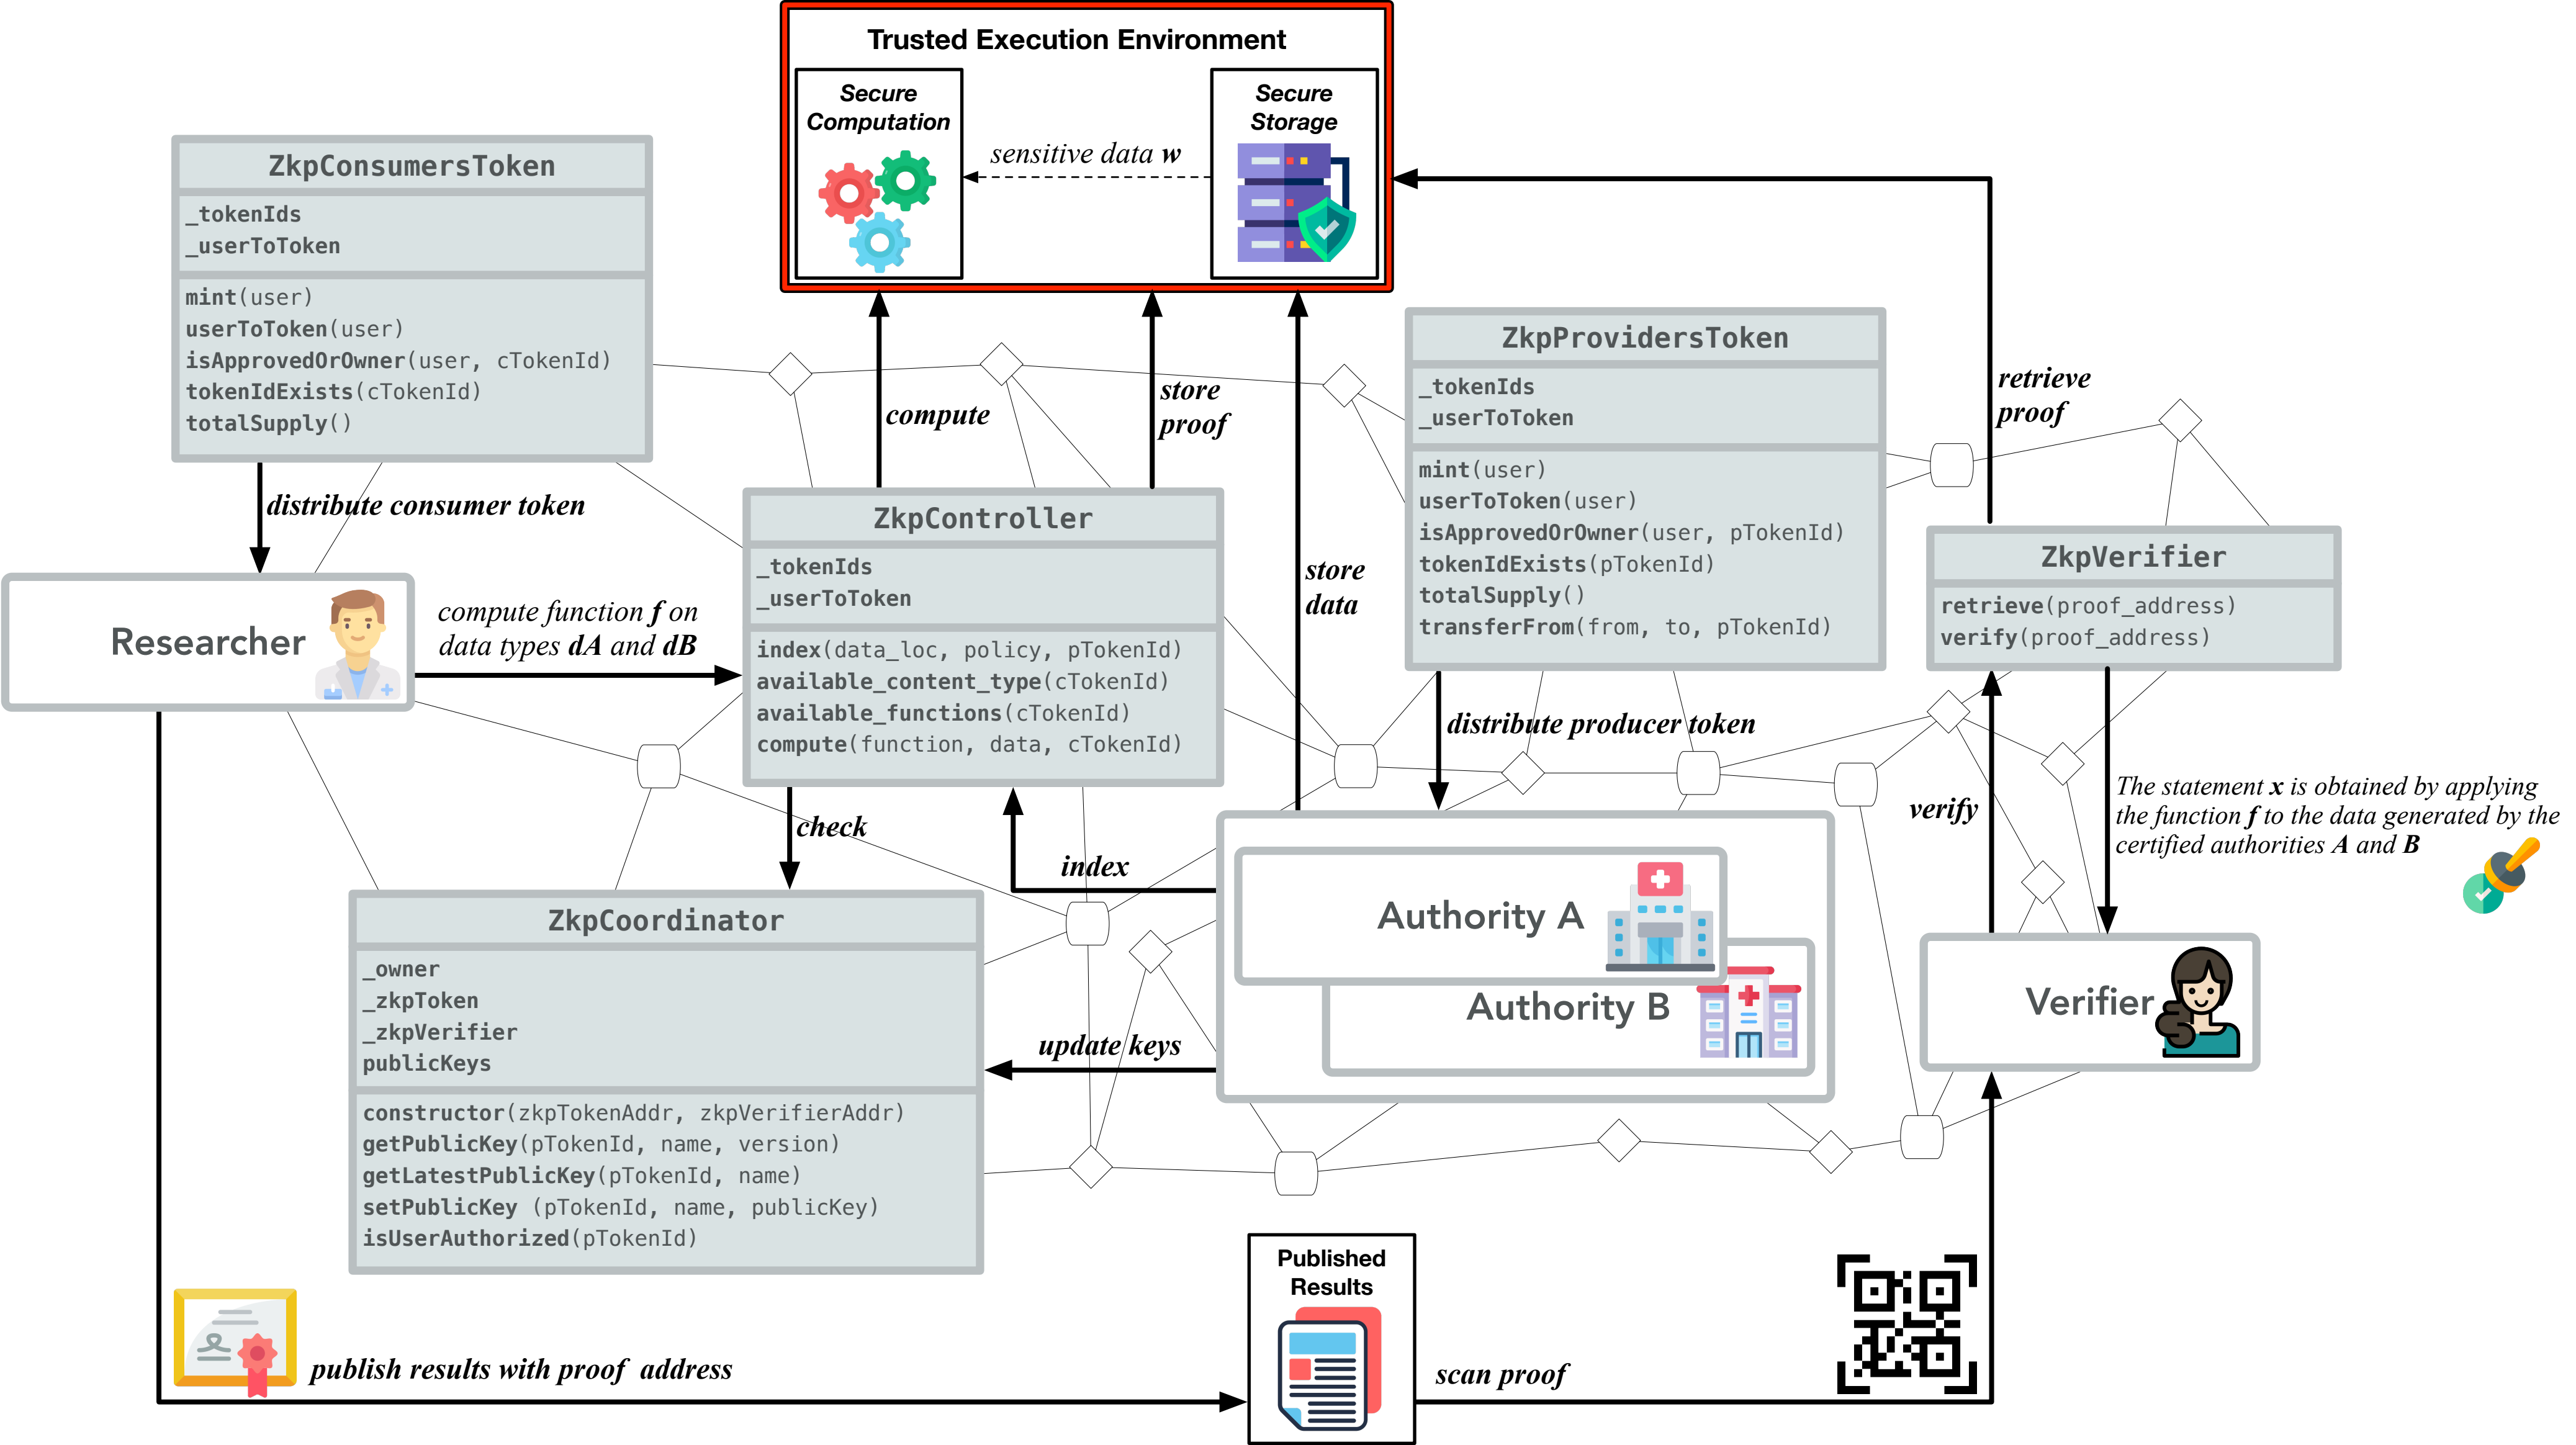 Trusted Execution Environment
Secure
Computation
sensitive data w
Secure
Storage
ZkpConsumersToken
_tokenIds
_userToToken
mint(user)
userToToken(user)
isApprovedOrOwner(user, cTokenId)
tokenIdExists(cTokenId)
totalSupply()
distribute consumer token
compute
store
proof
store
data
ZkpProvidersToken
_tokenIds
_userToToken
mint(user)
userToToken(user)
isApprovedOrOwner(user, pTokenId)
tokenIdExists(pTokenId)
totalSupply()
transferFrom(from, to, pTokenId)
retrieve
proof
ZkpVerifier
retrieve(proof_address)
verify(proof_address)
Researcher
compute function f on
data types dA and dB
ZkpController
_tokenIds
_userToToken
index(data_loc, policy, pTokenId)
available_content_type(cTokenId)
available_functions(cTokenId)
compute(function, data, cTokenId)
distribute producer token
check
index
update keys
verify
The statement x is obtained by applying
the function f to the data generated by the
certified authorities A and B
ZkpCoordinator
_owner
_zkpToken
_zkpVerifier
publicKeys
constructor(zkpTokenAddr, zkpVerifierAddr)
getPublicKey(pTokenId, name, version)
getLatestPublicKey(pTokenId, name)
setPublicKey (pTokenId, name, publicKey)
isUserAuthorized(pTokenId)
Authority A
Authority B
Verifier
publish results with proof address
Published
Results
scan proof